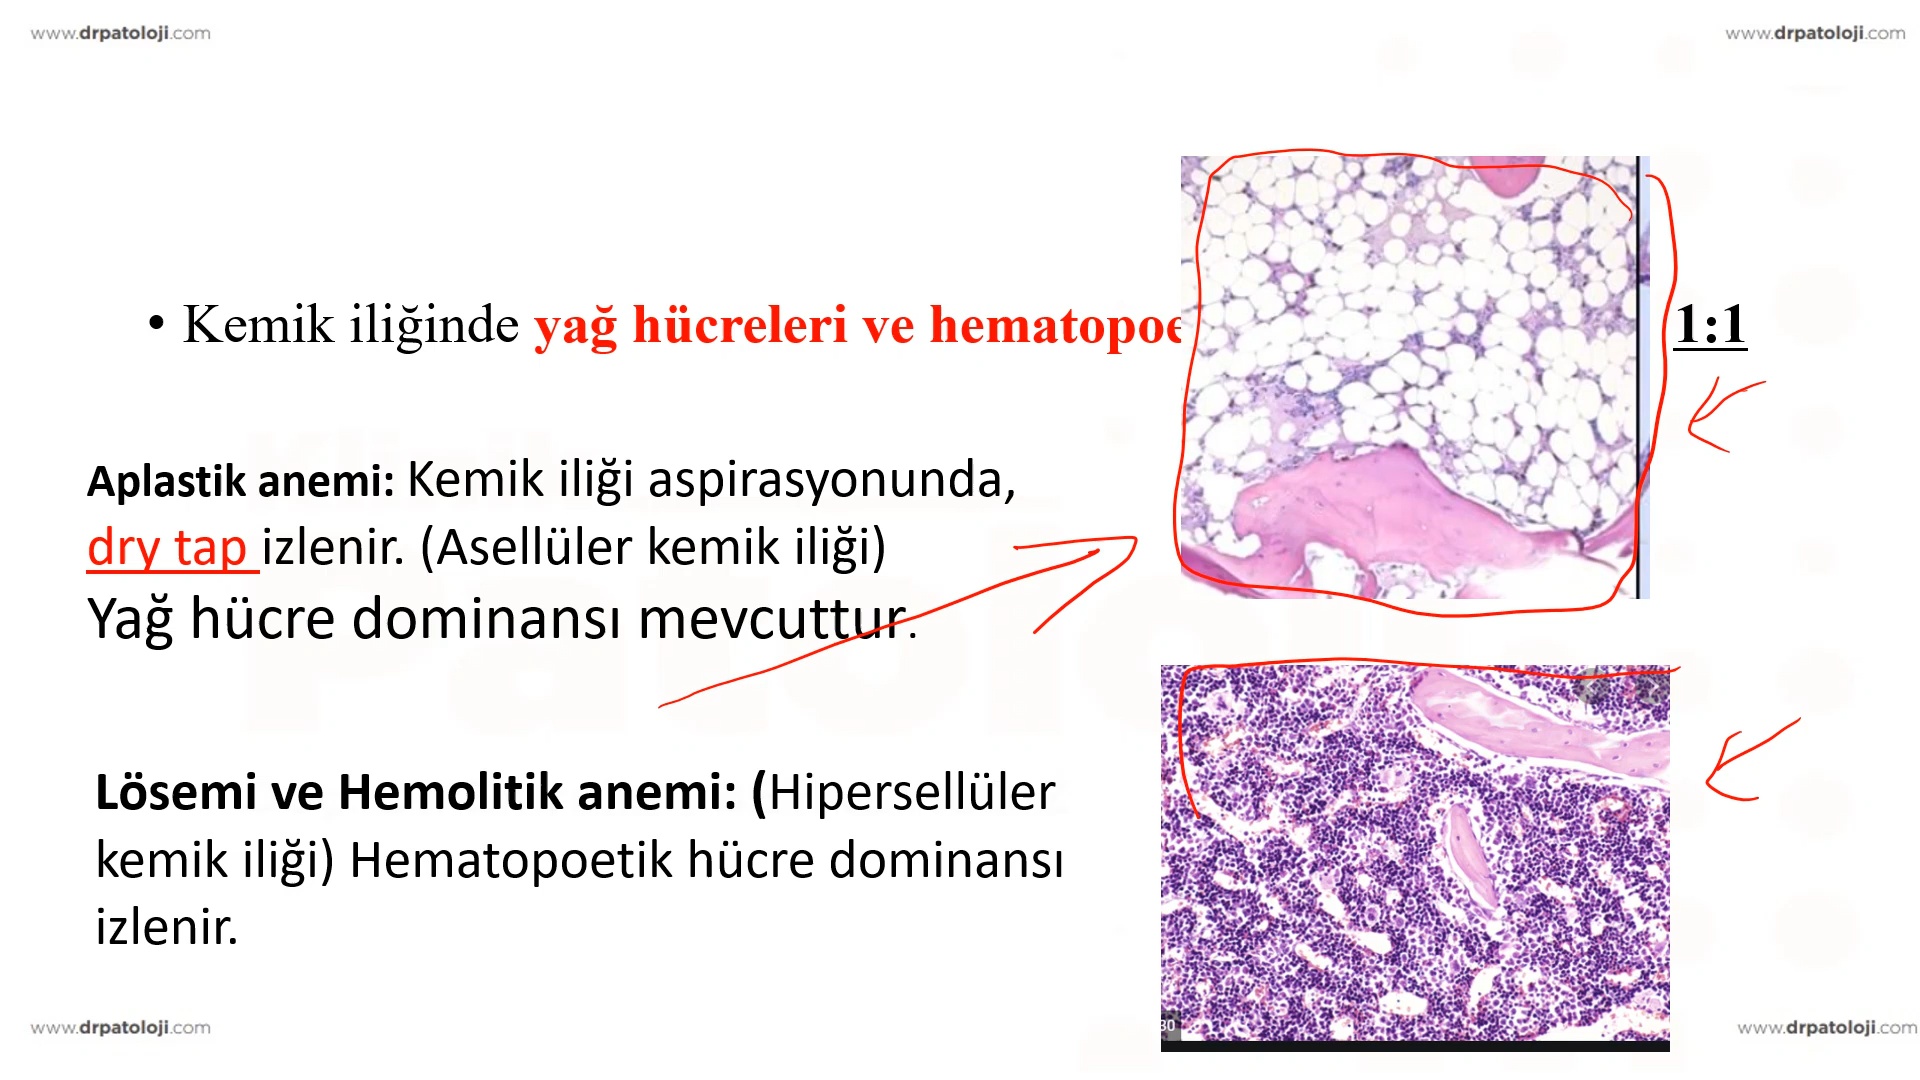 www.drpatoloji.com
www.drpatoloji.com
• Kemik iliğinde yağ hücreleri ve hematopoe 1:1
Aplastik anemi: Kemik iliği aspirasyonunda,
dry tap izlenir. (Asellüler kemik iliği)
Yağ hücre dominansı mevcuttur.
Lösemi ve Hemolitik anemi: (Hipersellüler
kemik iliği) Hematopoetik hücre dominansı
izlenir.
30
www.drpatoloji.com
www.drpatoloji.com